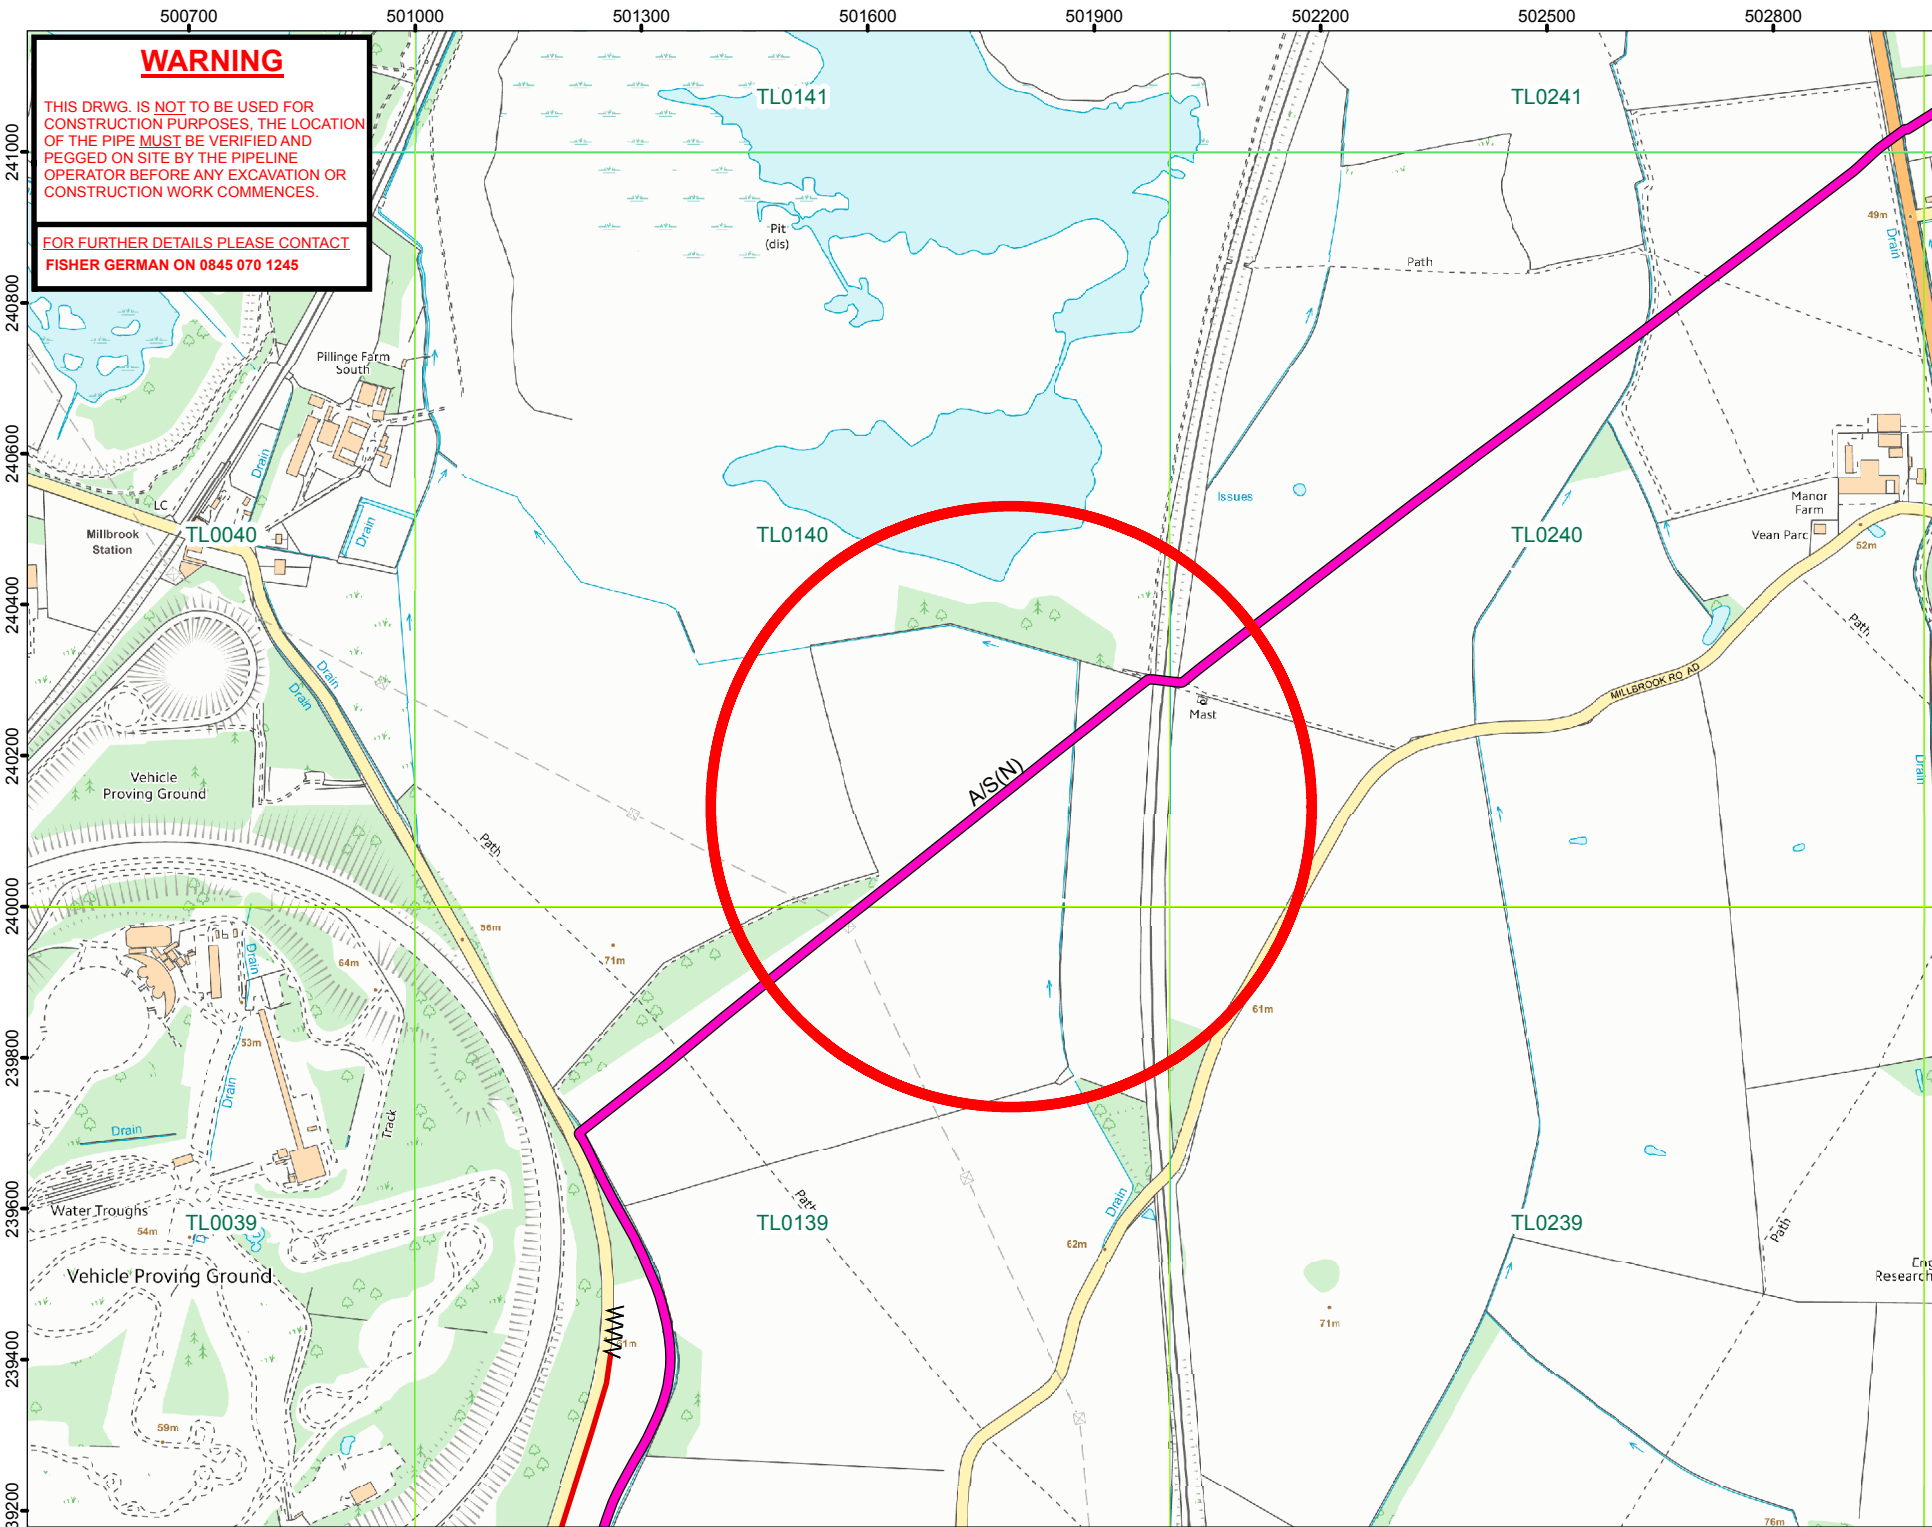 500700 501000 501300 501600 501900 502200 502500 502800
WARNING
THIS DRWG. IS NOT TO BE USED FOR
CONSTRUCTION PURPOSES, THE LOCATION
OF THE PIPE MUST BE VERIFIED AND
PEGGED ON SITE BY THE PIPELINE
OPERATOR BEFORE ANY EXCAVATION OR
CONSTRUCTION WORK COMMENCES.
FOR FURTHER DETAILS PLEASE CONTACT
FISHER GERMAN ON 0845 070 1245
TL0141
TL0241
241000
49m
Drain
Pit
(dis)
Path
240800
Pillinge Farm
South
240600
Drain
LC
Issues
Manor
Farm
Millbrook
Station
TL0040
Drain
TL0140
TL0240
Vean Parc
52m
240400
Path
Drain
Drain
MILLBROOK ROAD
Mast
240200
Vehicle
Proving Ground
A/S(N)
Drain
Path
240000
56m
Drain
64m
71m
61m
53m
239800
Drain
Track
Drain
239600
Water Troughs
54m
TL0039
Path
TL0139
Drain
TL0239
Path
62m
Vehicle Proving Ground
Research
71m
61m
239400
59m
39200
76m